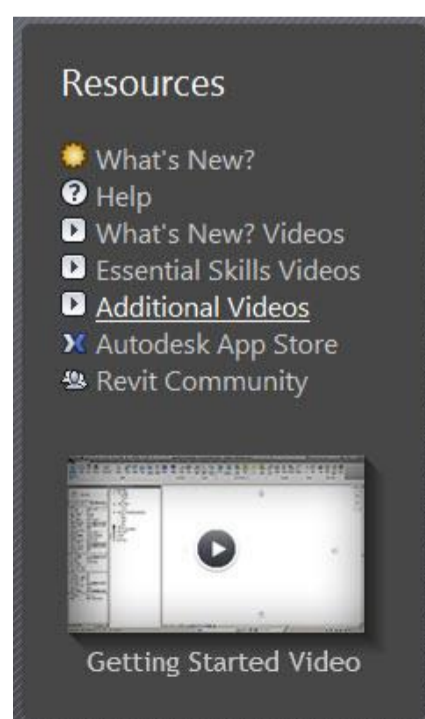 Resources
What's New?
Help
What's New? Videos
Essential Skills Videos
Additional Videos
Autodesk App Store
Revit Community
Getting Started Video